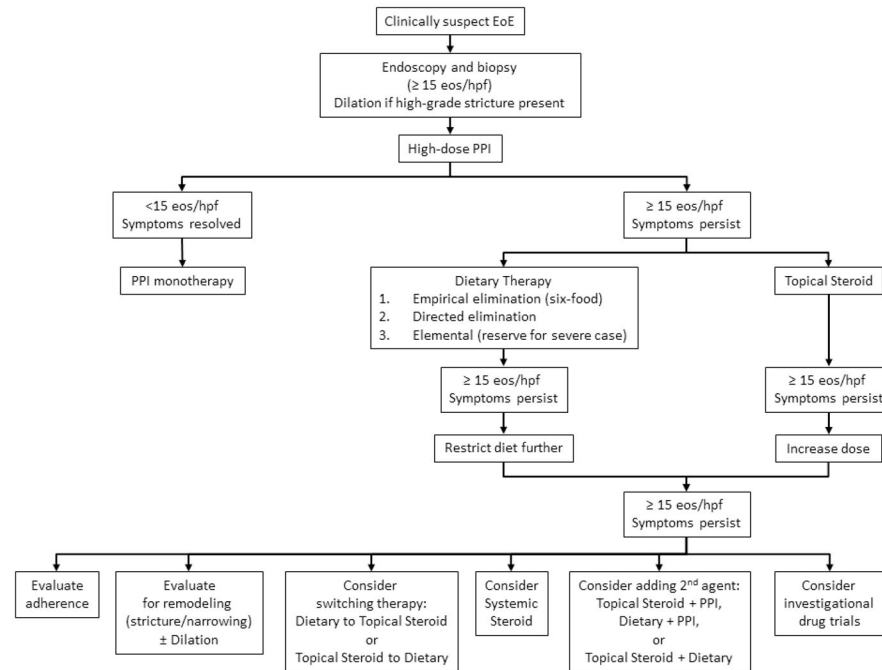 Clinically suspect EoE
Endoscopy and biopsy
(≥ 15 eos/hpf)
Dilation if high-grade stricture present
High-dose PPI
<15 eos/hpf
Symptoms resolved
≥ 15 eos/hpf
Symptoms persist
PPI monotherapy
Dietary Therapy
1. Empirical elimination (six-food)
2. Directed elimination
3. Elemental (reserve for severe case)
Topical Steroid
≥ 15 eos/hpf
Symptoms persist
≥ 15 eos/hpf
Symptoms persist
Restrict diet further
Increase dose
≥ 15 eos/hpf
Symptoms persist
Evaluate
adherence
Evaluate
for remodeling
(stricture/narrowing)
± Dilation
Consider
switching therapy:
Dietary to Topical Steroid
or
Topical Steroid to Dietary
Consider
Systemic
Steroid
Consider adding 2nd agent:
Topical Steroid + PPI,
Dietary + PPI,
or
Topical Steroid + Dietary
Consider
investigational
drug trials